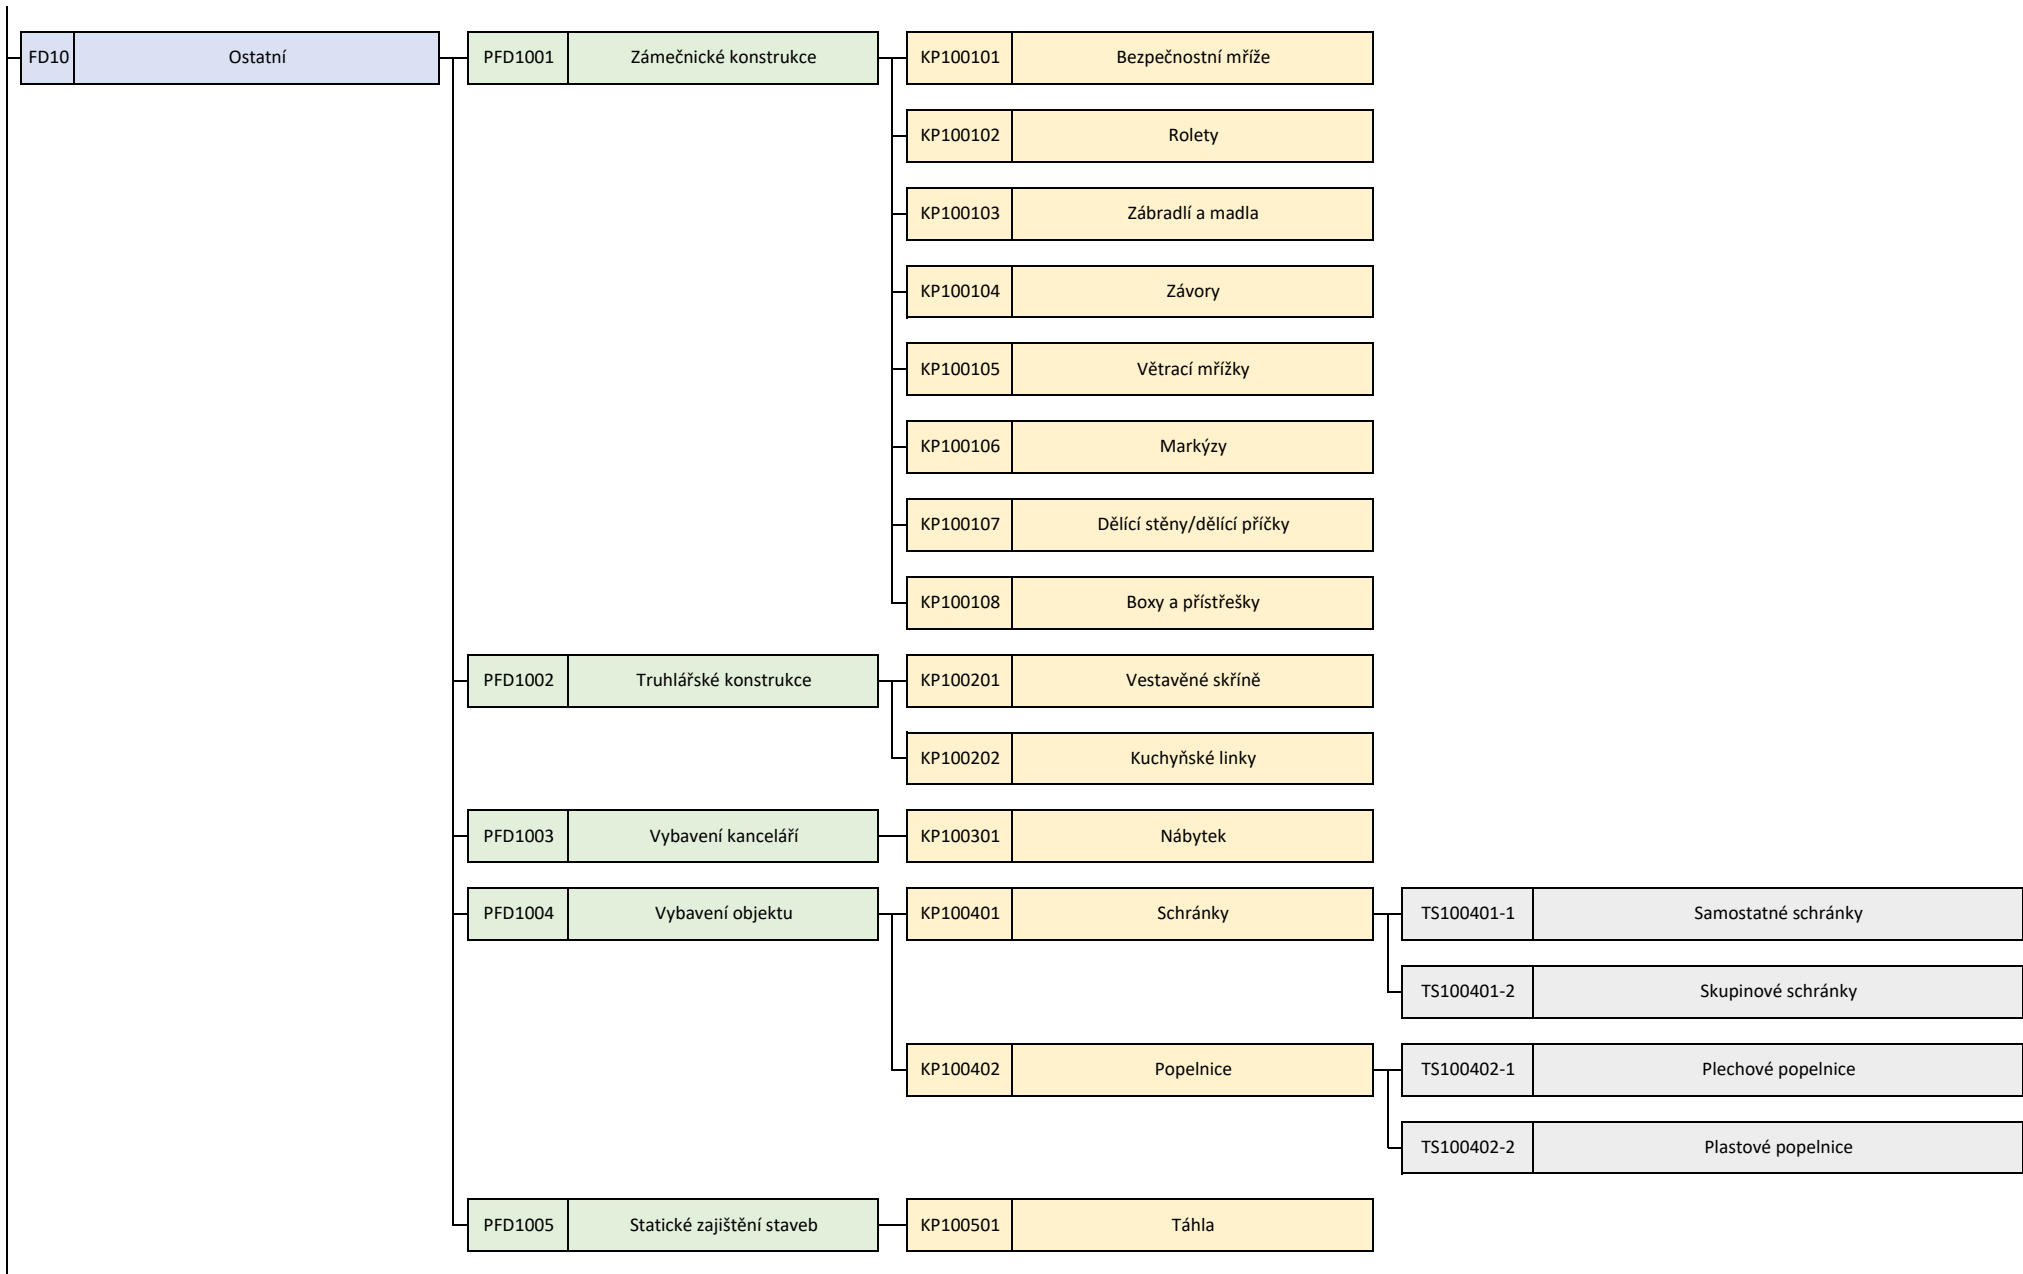 FD10 Ostatní PFD1001 Zámečnické konstrukce KP100101 Bezpečnostní mříže
KP100102 Rolety
KP100103 Zábradlí a madla
KP100104 Závory
KP100105 Větrací mřížky
KP100106 Markýzy
KP100107 Dělící stěny/dělící příčky
KP100108 Boxy a přístřešky
PFD1002 Truhlářské konstrukce KP100201 Vestavěné skříně
KP100202 Kuchyňské linky
PFD1003 Vybavení kanceláří KP100301 Nábytek
PFD1004 Vybavení objektu KP100401 Schránky TS100401-1 Samostatné schránky
TS100401-2 Skupinové schránky
KP100402 Popelnice TS100402-1 Plechové popelnice
TS100402-2 Plastové popelnice
PFD1005 Statické zajištění staveb KP100501 Táhla